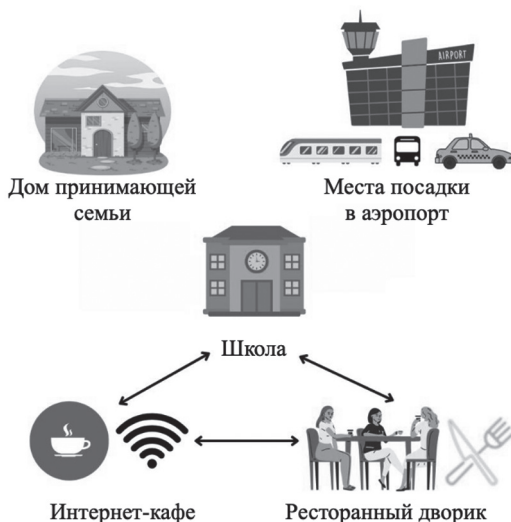 AIRPORT
Дом принимающей
семьи
Места посадки
в аэропорт
Школа
Интернет-кафе
Ресторанный дворик